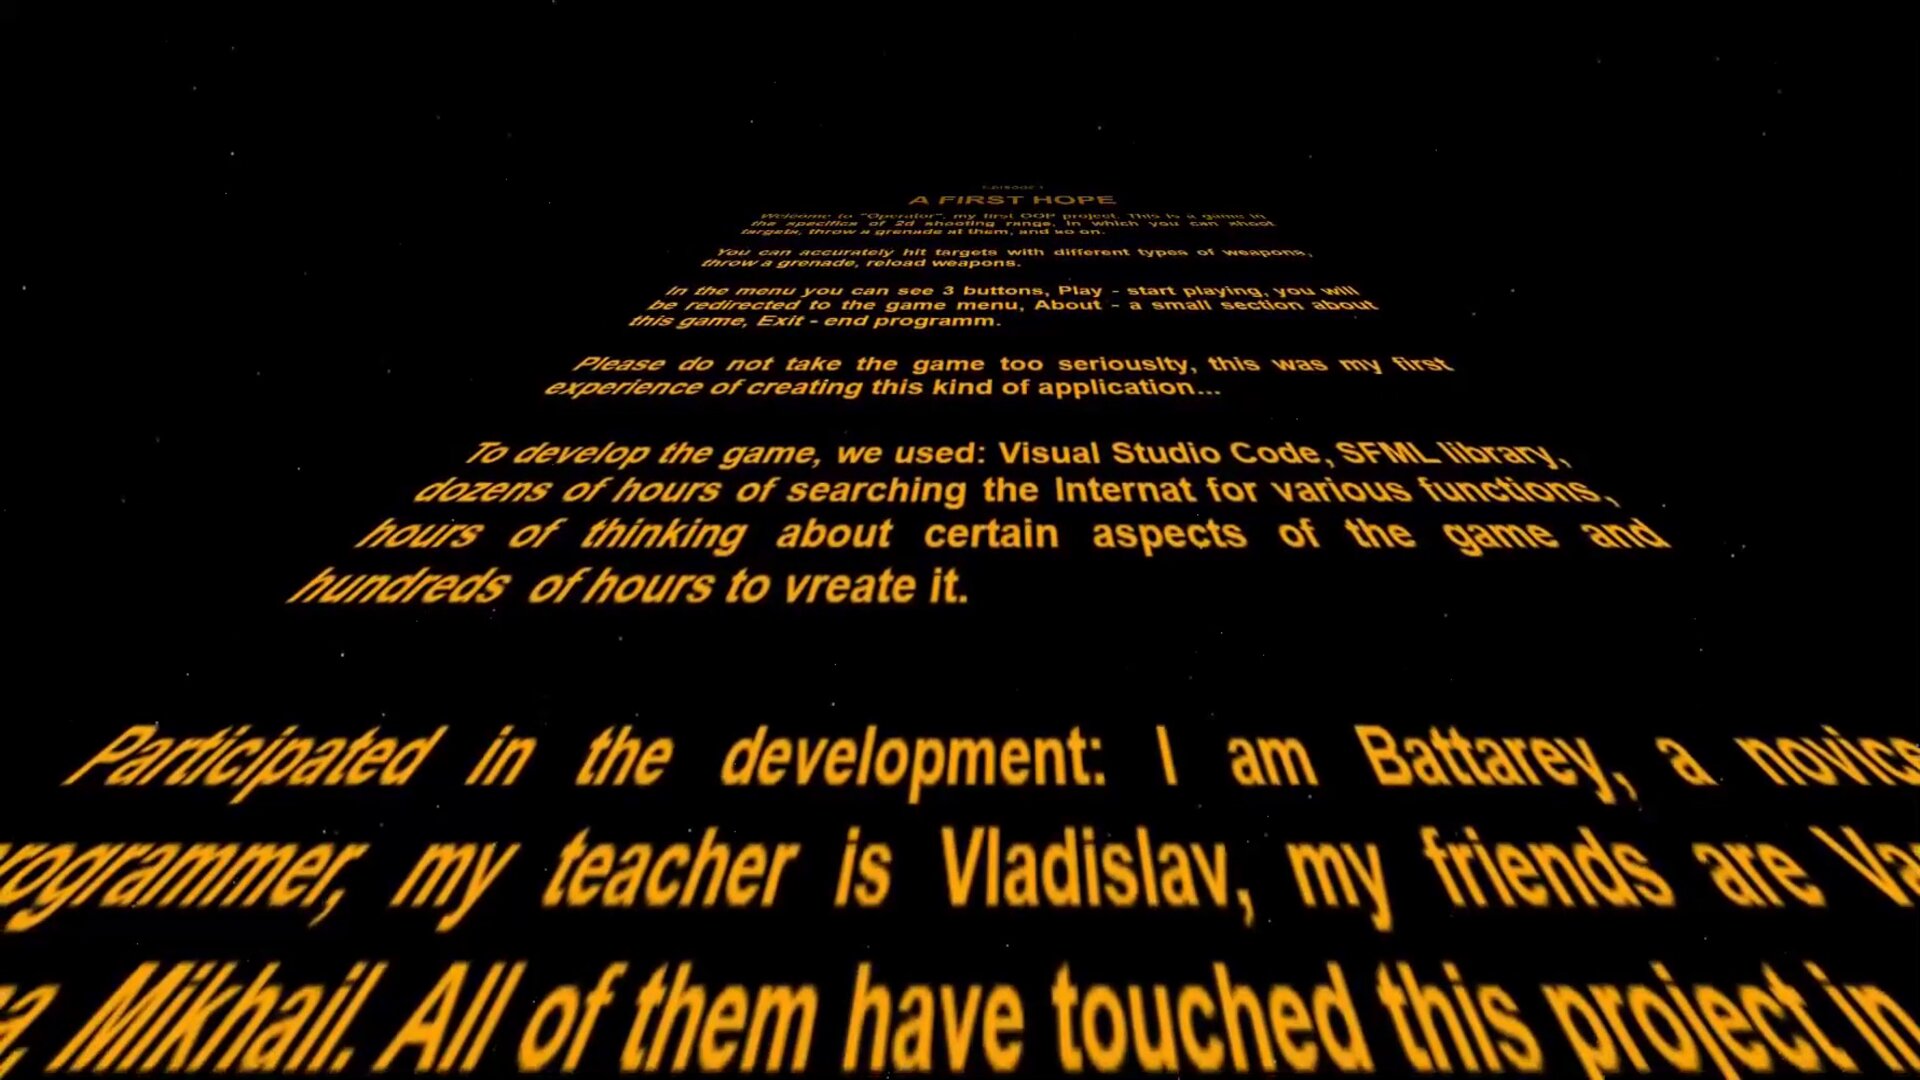 EPISODE 1
A FIRST HOPE
Welcome to "Operator", my first OOP project. This is a game in
the specifics of 2d shooting range, in which you can shoot
targets, throw a grenade at them, and so on.
You can accurately hit targets with different types of weapons,
throw a grenade, reload weapons.
In the menu you can see 3 buttons, Play - start playing, you will
be redirected to the game menu, About - a small section about
this game, Exit - end programm.
Please do not take the game too seriousity, this was my first
experience of creating this kind of application...
To develop the game, we used: Visual Studio Code, SFML library,
dozens of hours of searching the Internat for various functions,
hours of thinking about certain aspects of the game and
hundreds of hours to vreate it.
Participated in the development: I am Battarey, a novice
rogrammer, my teacher is Vladislav, my friends are Va
Mikhail. All of them have touched this project in